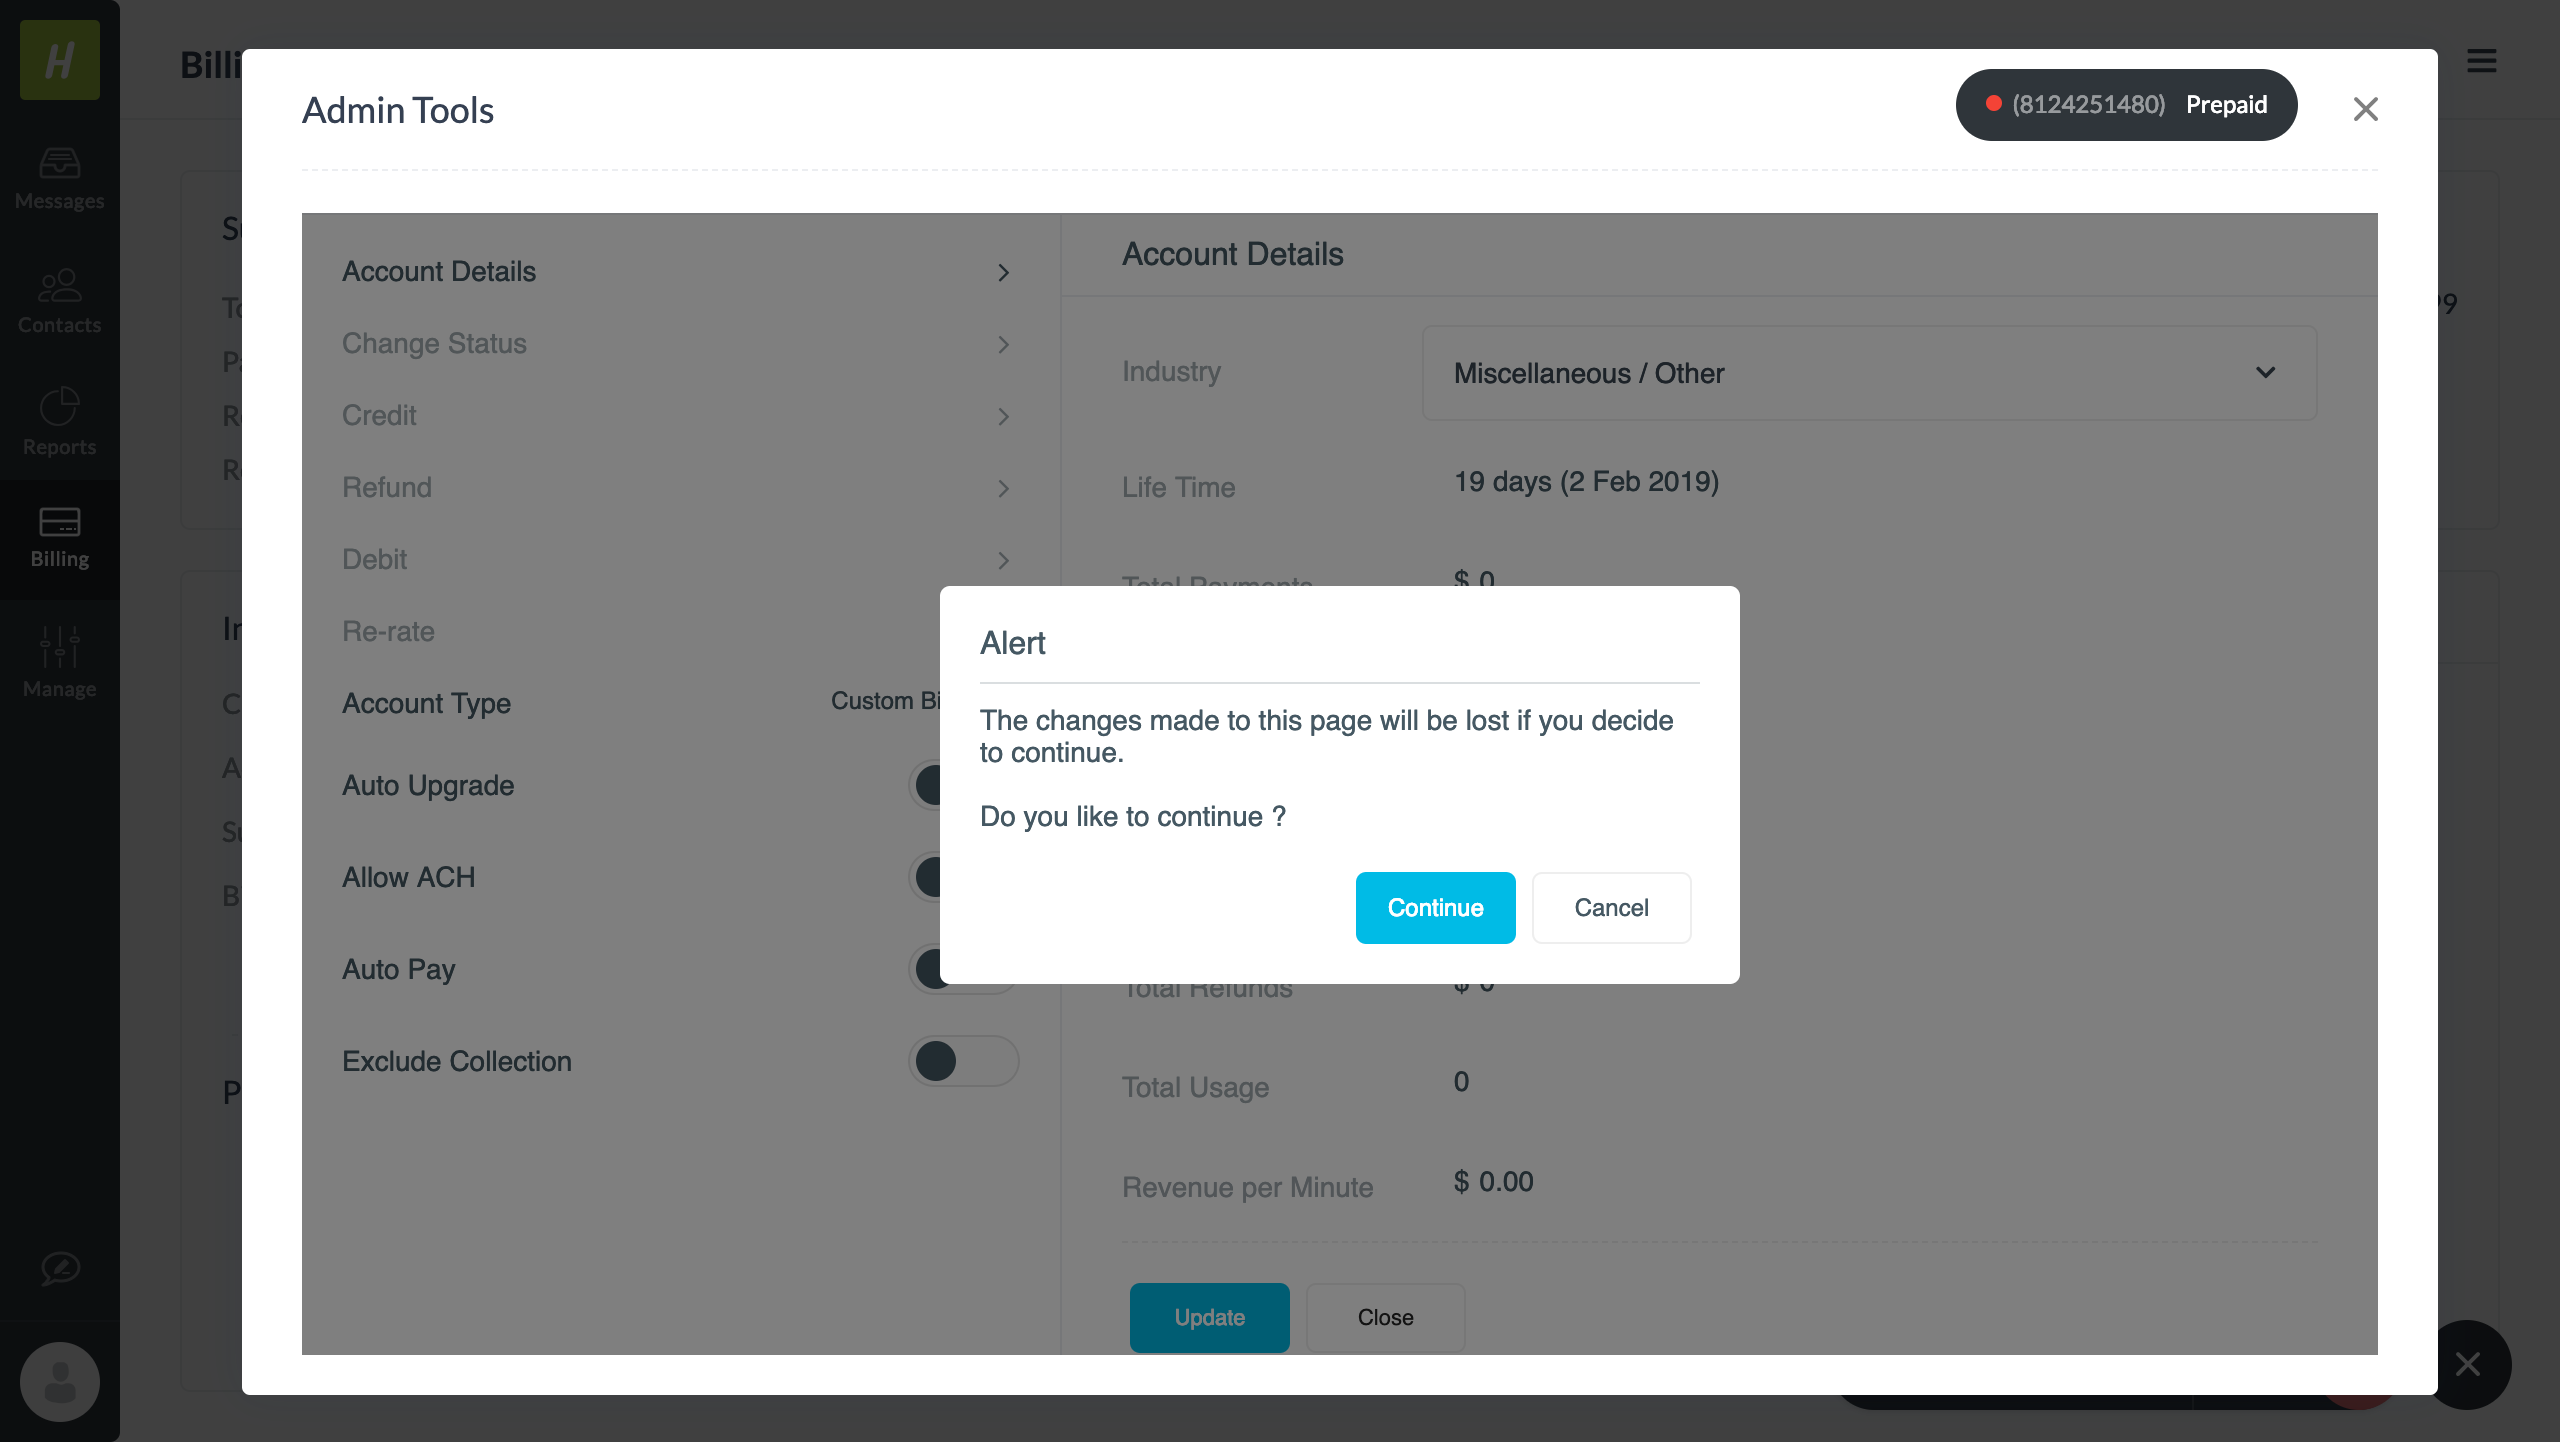 H
Messages
Contacts
Reports
Billing
Manage
Billi
Admin Tools
(8124251480) Prepaid
Account Details
Change Status
Credit
Refund
Debit
Re-rate
Account Type
Custom Bi
Auto Upgrade
Allow ACH
Auto Pay
Exclude Collection
Account Details
Industry
Miscellaneous / Other
Life Time
19 days (2 Feb 2019)
Total Payments
$ 0
Alert
The changes made to this page will be lost if you decide
to continue.
Do you like to continue ?
Continue
Cancel
Total Refunds
$ 0
Total Usage
0
Revenue per Minute
$ 0.00
Update
Close